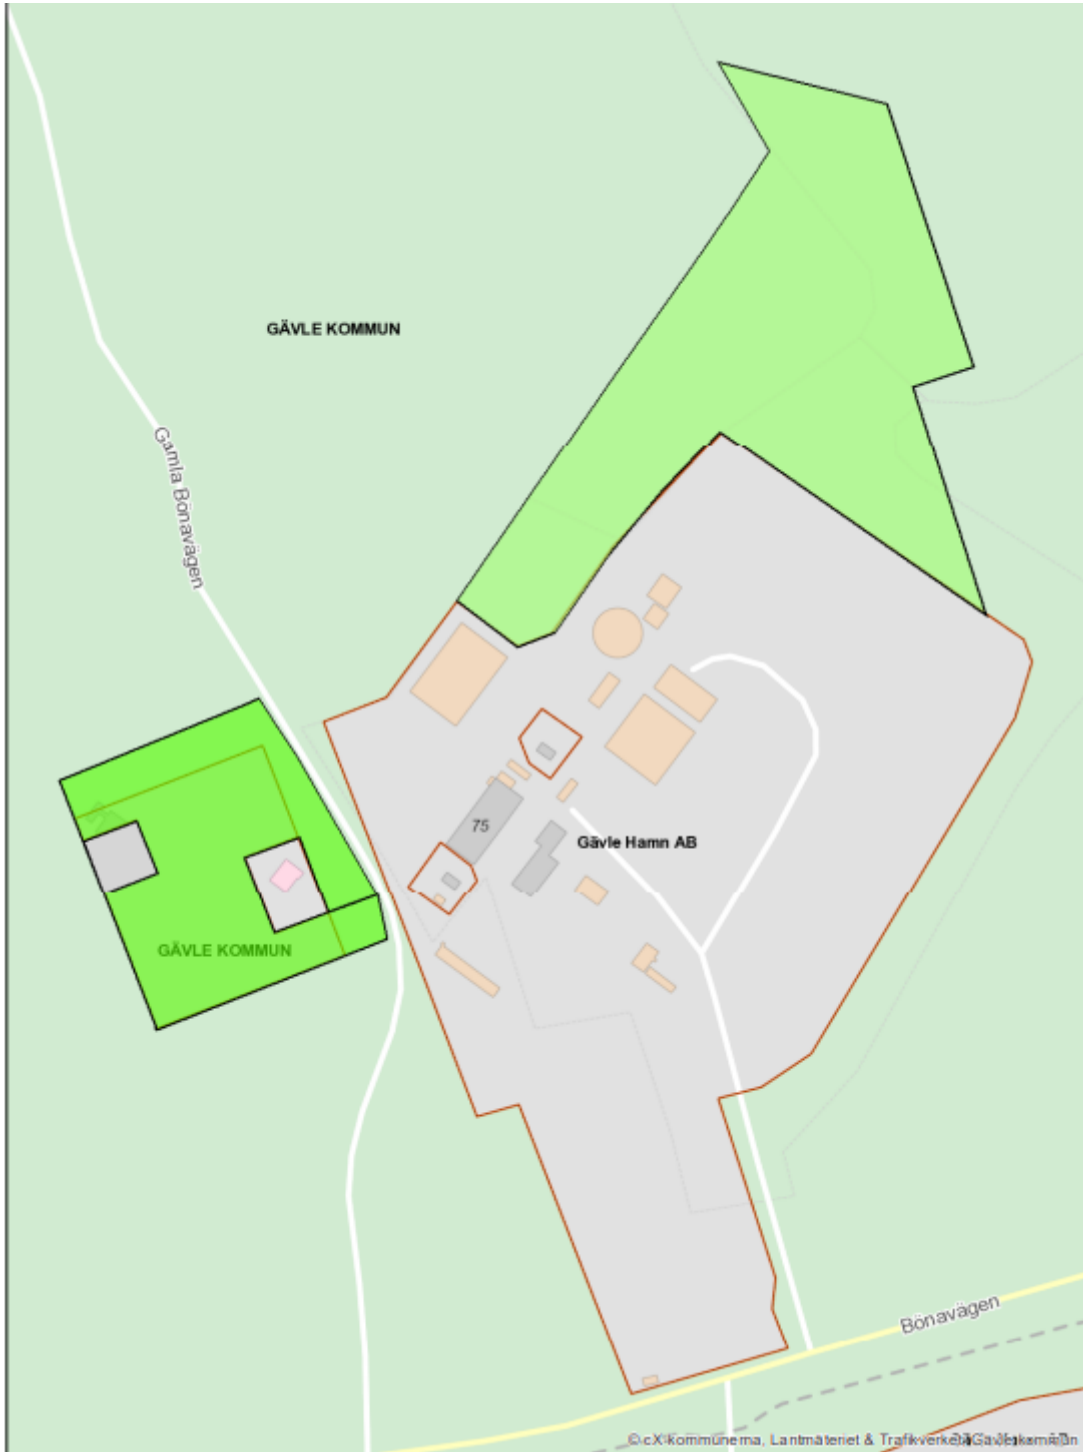 GÄVLE KOMMUN
Gamla Bönavägen
75
Gävle Hamn AB
GÄVLE KOMMUN
Bönavägen
© cX-kommunerna, Lantmäteriet & Trafikverket